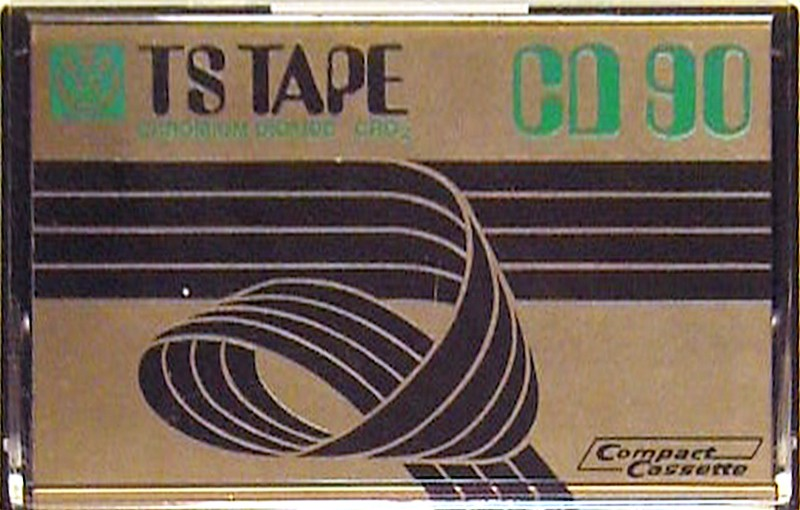 TS TAPE
CD 90
CHROMIUM DIOXIDE CRO2
Compact
Cassette